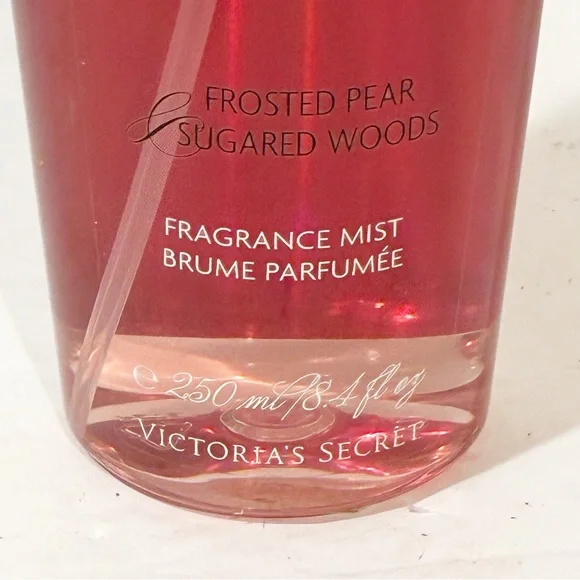 FROSTED PEAR
& SUGARED WOODS
FRAGRANCE MIST
BRUME PARFUMÉE
℮ 250 ml/8.4 fl oz
VICTORIA'S SECRET